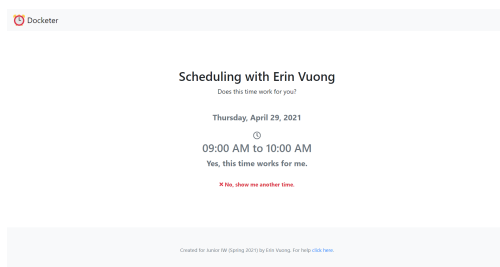 Docketer
Scheduling with Erin Vuong
Does this time work for you?
Thursday, April 29, 2021
09:00 AM to 10:00 AM
Yes, this time works for me.
✖ No, show me another time.
Created for Junior IW (Spring 2021) by Erin Vuong. For help click here.